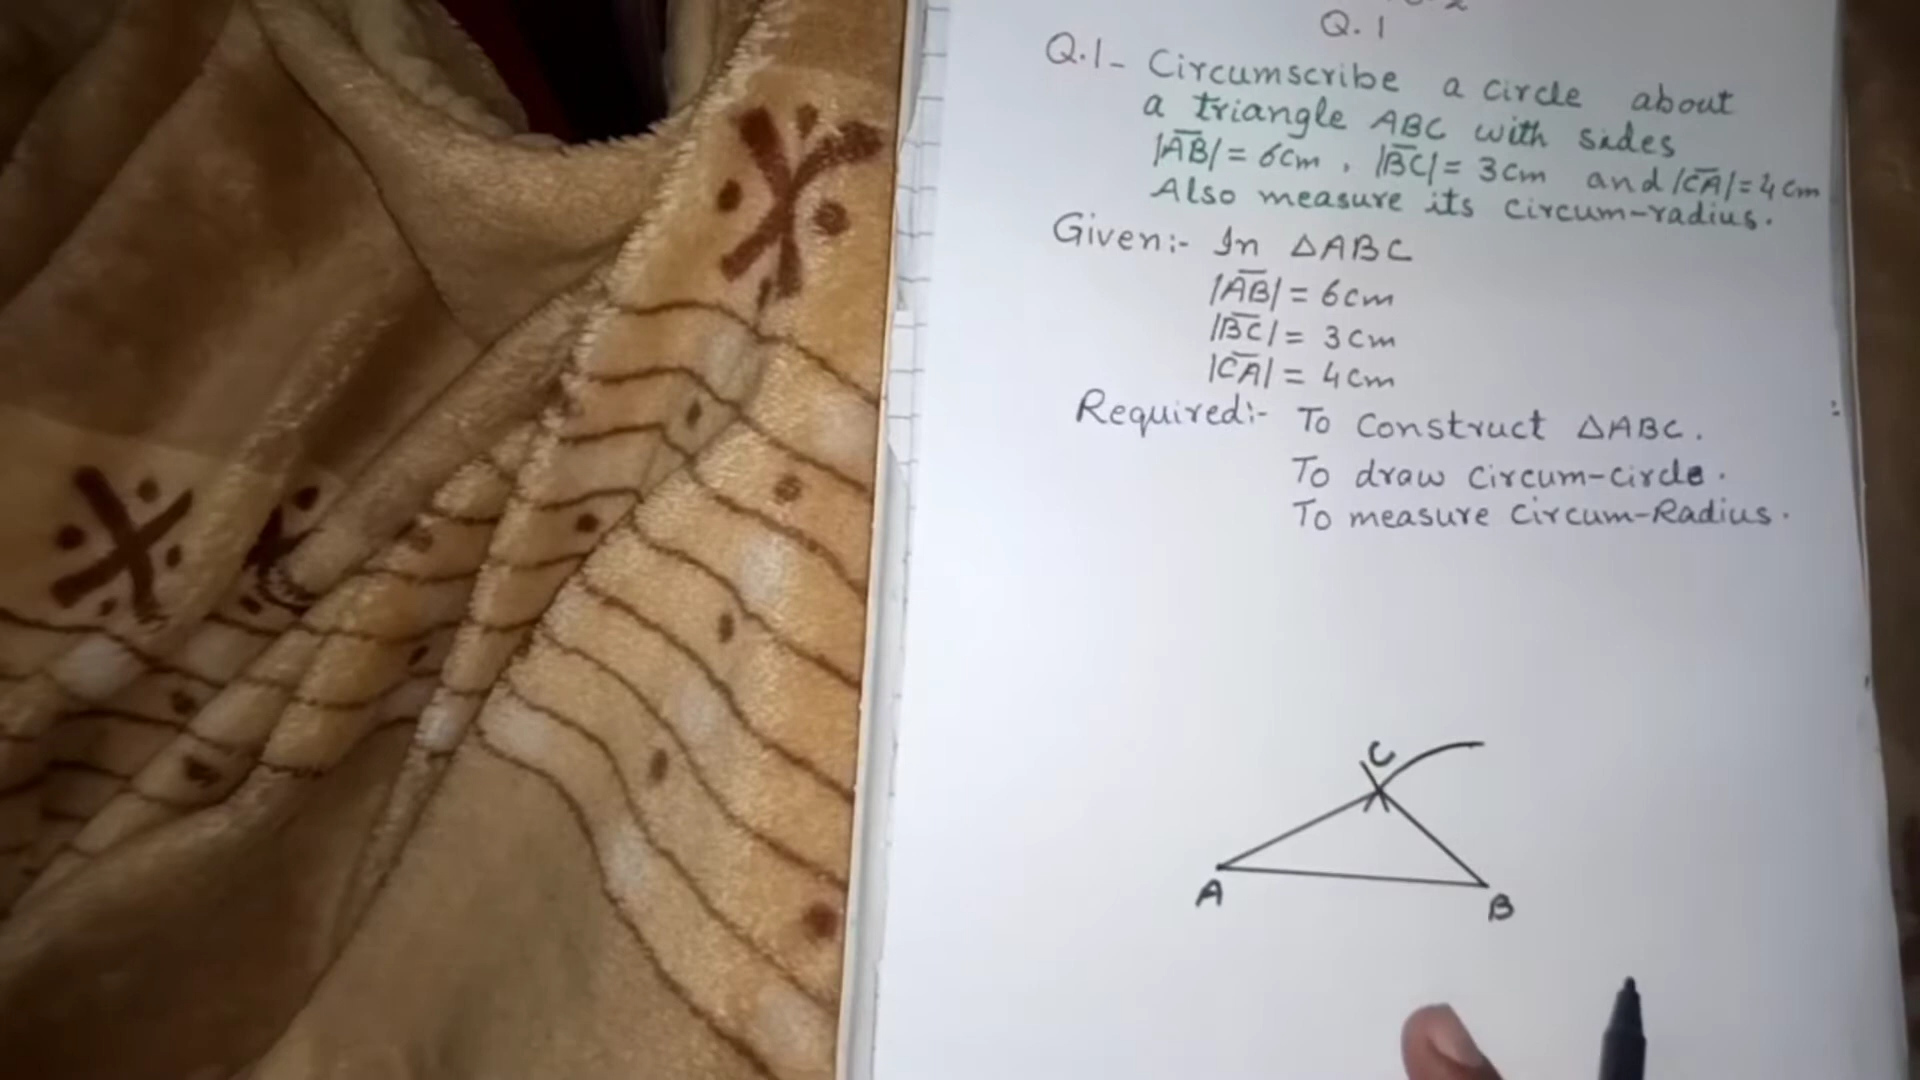 Q. 1
Q.1- Circumscribe a circle about
a triangle ABC with sides
|AB| = 6cm , |BC| = 3cm and |CA| = 4cm
Also measure its circum-radius.
Given:- In △ABC
|AB| = 6cm
|BC| = 3cm
|CA| = 4cm
Required:- To construct △ABC.
To draw circum-circle.
To measure circum-Radius.
C
A
B